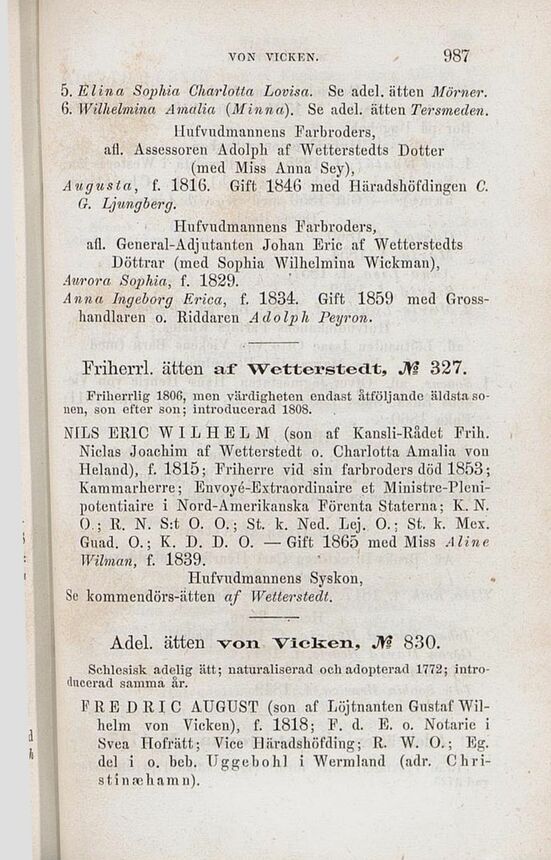 VON VICKEN. 987
5. Elina Sophia Charlotta Lovisa. Se adel. ätten Mörner.
6. Wilhelmina Amalia (Minna). Se adel. ätten Tersmeden.
Hufvudmannens Farbroders,
afl. Assessoren Adolph af Wetterstedts Dotter
(med Miss Anna Sey),
Augusta, f. 1816. Gift 1846 med Häradshöfdingen C.
G. Ljungberg.
Hufvudmannens Farbroders,
afl. General-Adjutanten Johan Eric af Wetterstedts
Döttrar (med Sophia Wilhelmina Wickman),
Aurora Sophia, f. 1829.
Anna Ingeborg Erica, f. 1834. Gift 1859 med Gross-
handlaren o. Riddaren Adolph Peyron.
Friherrl. ätten af Wetterstedt, № 327.
Friherrlig 1806, men värdigheten endast åtföljande äldsta so-
nen, son efter son; introducerad 1808.
NILS ERIC WILHELM (son af Kansli-Rådet Frih.
Niclas Joachim af Wetterstedt o. Charlotta Amalia von
Heland), f. 1815; Friherre vid sin farbroders död 1853;
Kammarherre; Envoyé-Extraordinaire et Ministre-Pleni-
potentiaire i Nord-Amerikanska Förenta Staterna; K. N.
O.; R. N. S:t O. O.; St. k. Ned. Lej. O.; St. k. Mex.
Guad. O.; K. D. D. O. — Gift 1865 med Miss Aline
Wilman, f. 1839.
Hufvudmannens Syskon,
Se kommendörs-ätten af Wetterstedt.
Adel. ätten von Vicken, № 830.
Schlesisk adelig ätt; naturaliserad och adopterad 1772; intro-
ducerad samma år.
FREDRIC AUGUST (son af Löjtnanten Gustaf Wil-
helm von Vicken), f. 1818; F. d. E. o. Notarie i
Svea Hofrätt; Vice Häradshöfding; R. W. O.; Eg.
del i o. beb. Uggebohl i Wermland (adr. Chri-
stinæhamn).